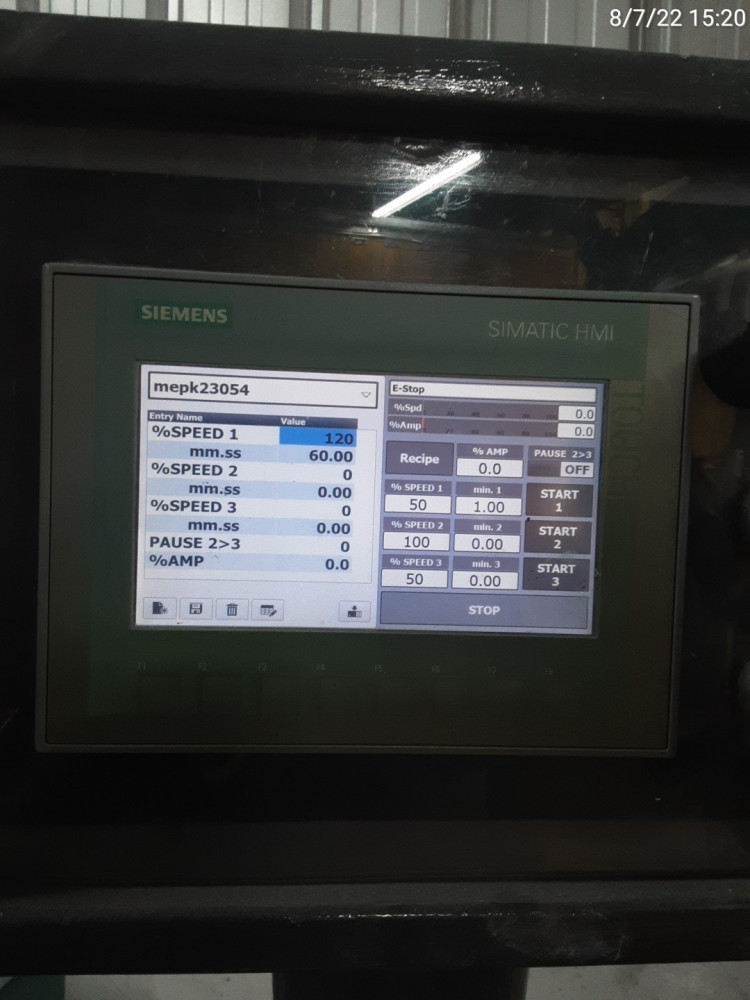 8/7/22 15:20
SIEMENS
SIMATIC HMI
mepk23054
Entry Name Value
%SPEED 1 120
mm.ss 60.00
%SPEED 2 0
mm.ss 0.00
%SPEED 3 0
mm.ss 0.00
PAUSE 2>3 0
%AMP 0.0
E-Stop
%Spd 0.0
%Amp 0.0
Recipe
% AMP
0.0
PAUSE 2>3
OFF
% SPEED 1
50
min. 1
1.00
START
1
% SPEED 2
100
min. 2
0.00
START
2
% SPEED 3
50
min. 3
0.00
START
3
STOP